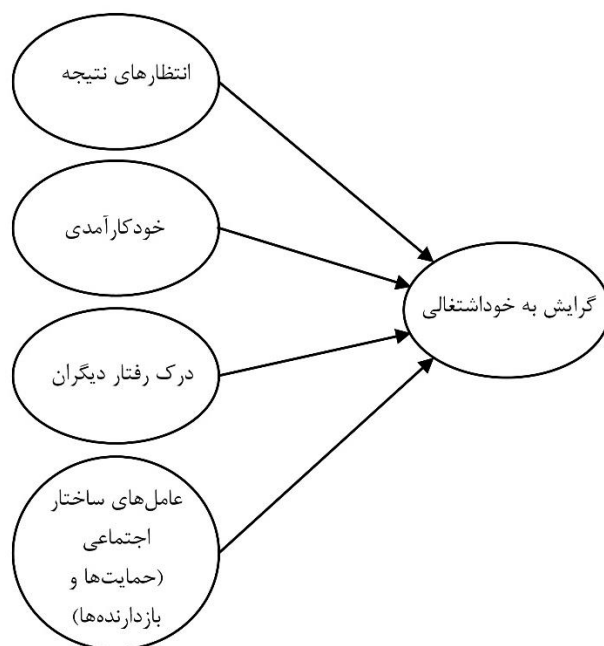 انتظارهای نتیجه
خودکارآمدی
گرایش به خوداشتغالی
درک رفتار دیگران
عامل‌های ساختار
اجتماعی
(حمایت‌ها و
بازدارنده‌ها)